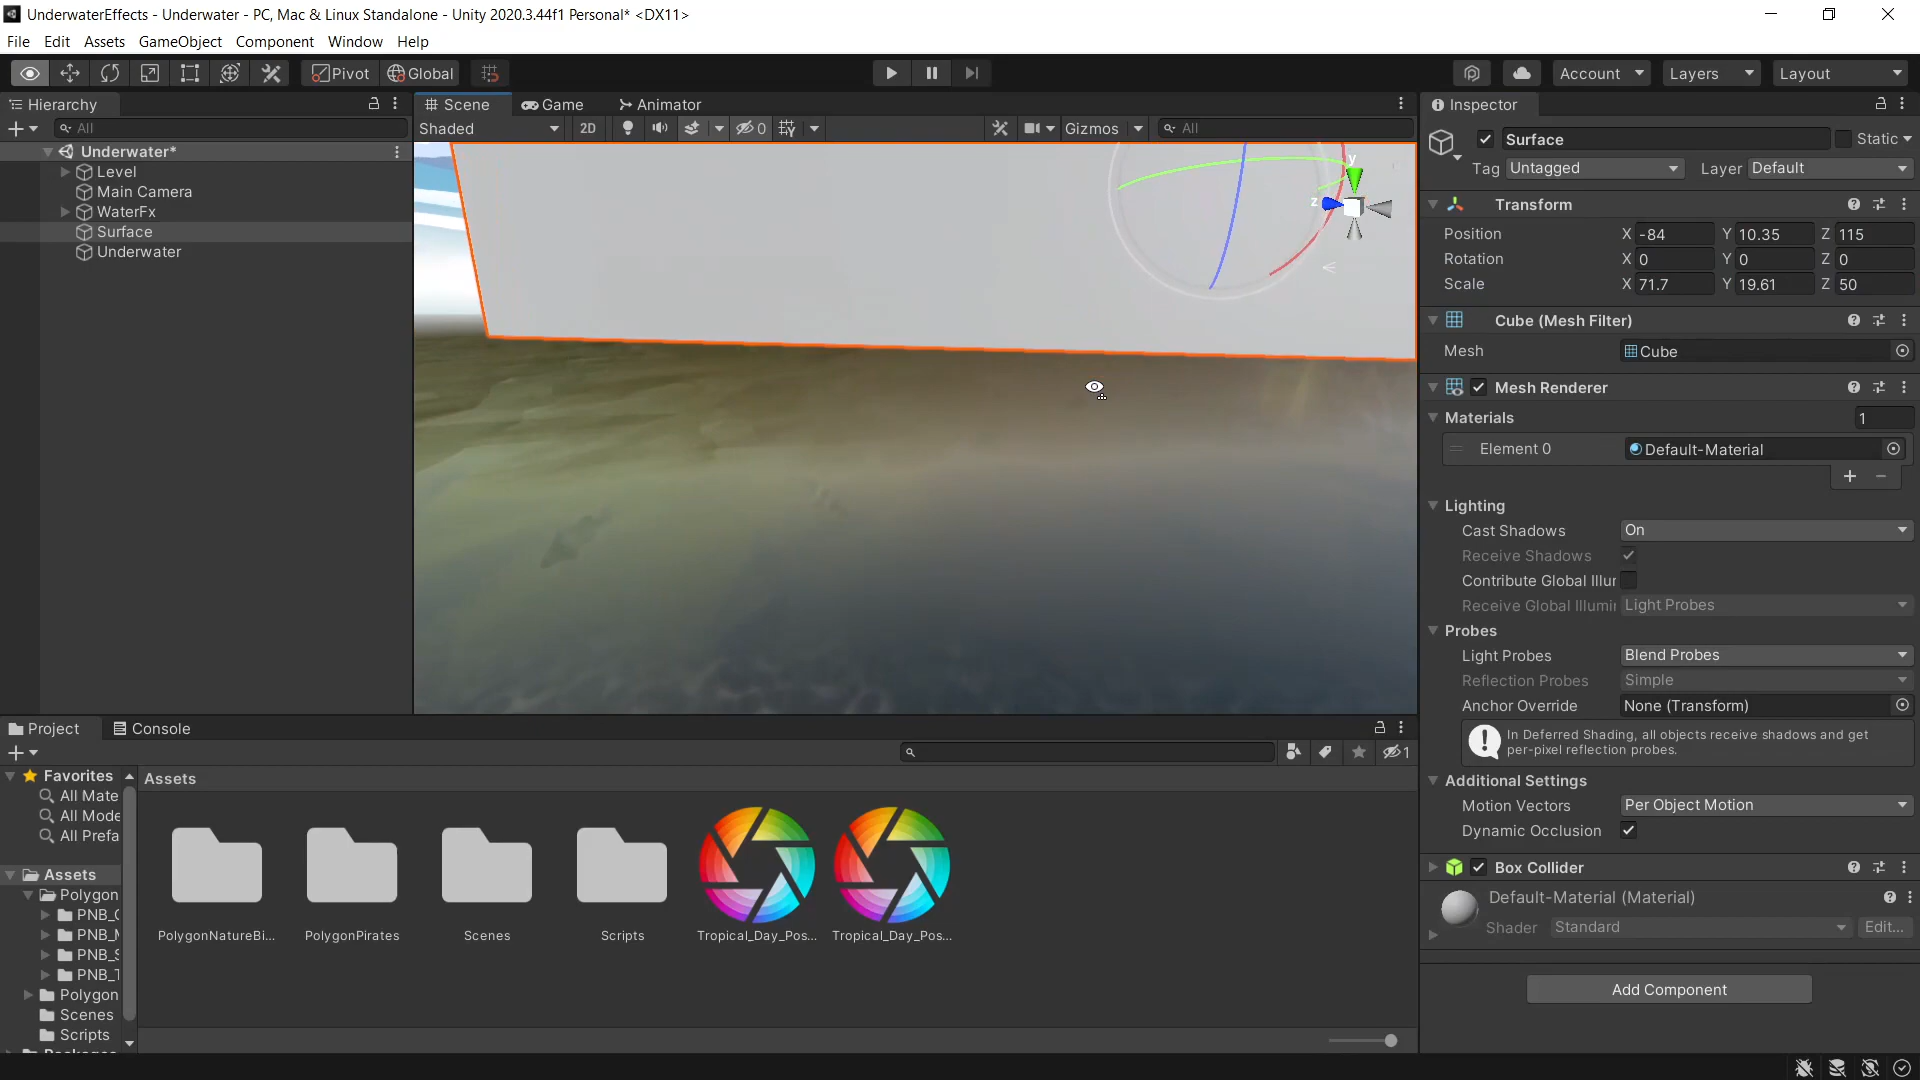 UnderwaterEffects - Underwater - PC, Mac & Linux Standalone - Unity 2020.3.44f1 Personal* <DX11>
File Edit Assets GameObject Component Window Help
Pivot Global Account Layers Layout
Hierarchy
All
Underwater*
Level
Main Camera
WaterFx
Surface
Underwater
Scene Game Animator
Shaded 2D 0 Gizmos All
y
z
Inspector
Surface Static
Tag Untagged Layer Default
Transform
Position X -84 Y 10.35 Z 115
Rotation X 0 Y 0 Z 0
Scale X 71.7 Y 19.61 Z 50
Cube (Mesh Filter)
Mesh Cube
Mesh Renderer
Materials 1
Element 0 Default-Material
Lighting
Cast Shadows On
Receive Shadows
Contribute Global Illur
Receive Global Illumir Light Probes
Probes
Light Probes Blend Probes
Reflection Probes Simple
Anchor Override None (Transform)
In Deferred Shading, all objects receive shadows and get
per-pixel reflection probes.
Additional Settings
Motion Vectors Per Object Motion
Dynamic Occlusion
Box Collider
Default-Material (Material)
Shader Standard Edit...
Add Component
Project Console
1
Favorites
All Mate
All Mode
All Prefa
Assets
Polygon
PNB_
PNB_
PNB_
PNB_
Polygon
Scenes
Scripts
Assets
PolygonNatureBi...
PolygonPirates
Scenes
Scripts
Tropical_Day_Pos...
Tropical_Day_Pos...